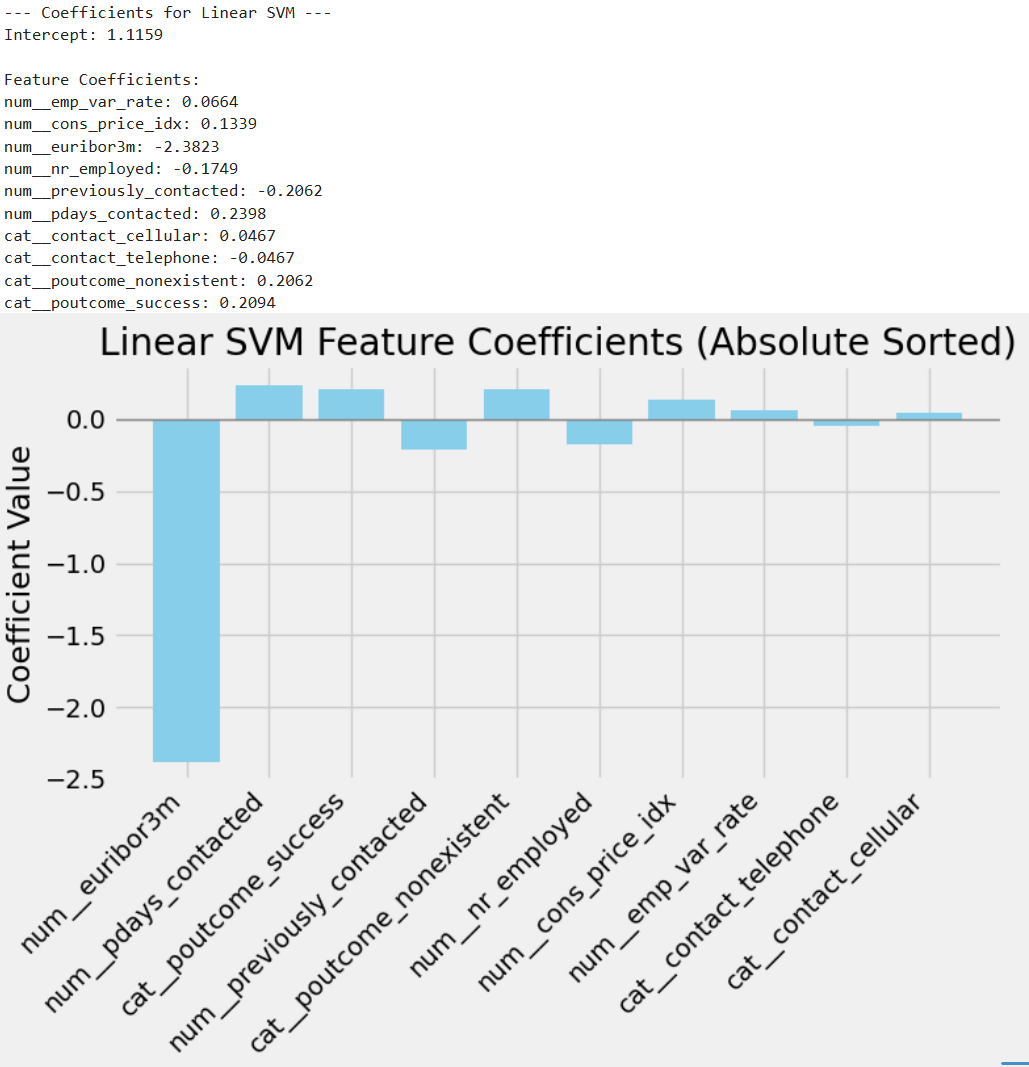 --- Coefficients for Linear SVM ---
Intercept: 1.1159
Feature Coefficients:
num__emp_var_rate: 0.0664
num__cons_price_idx: 0.1339
num__euribor3m: -2.3823
num__nr_employed: -0.1749
num__previously_contacted: -0.2062
num__pdays_contacted: 0.2398
cat__contact_cellular: 0.0467
cat__contact_telephone: -0.0467
cat__poutcome_nonexistent: 0.2062
cat__poutcome_success: 0.2094
Linear SVM Feature Coefficients (Absolute Sorted)
Coefficient Value
0.0
−0.5
−1.0
−1.5
−2.0
−2.5
num__euribor3m
num__pdays_contacted
cat__poutcome_success
num__previously_contacted
cat__poutcome_nonexistent
num__nr_employed
num__cons_price_idx
num__emp_var_rate
cat__contact_telephone
cat__contact_cellular